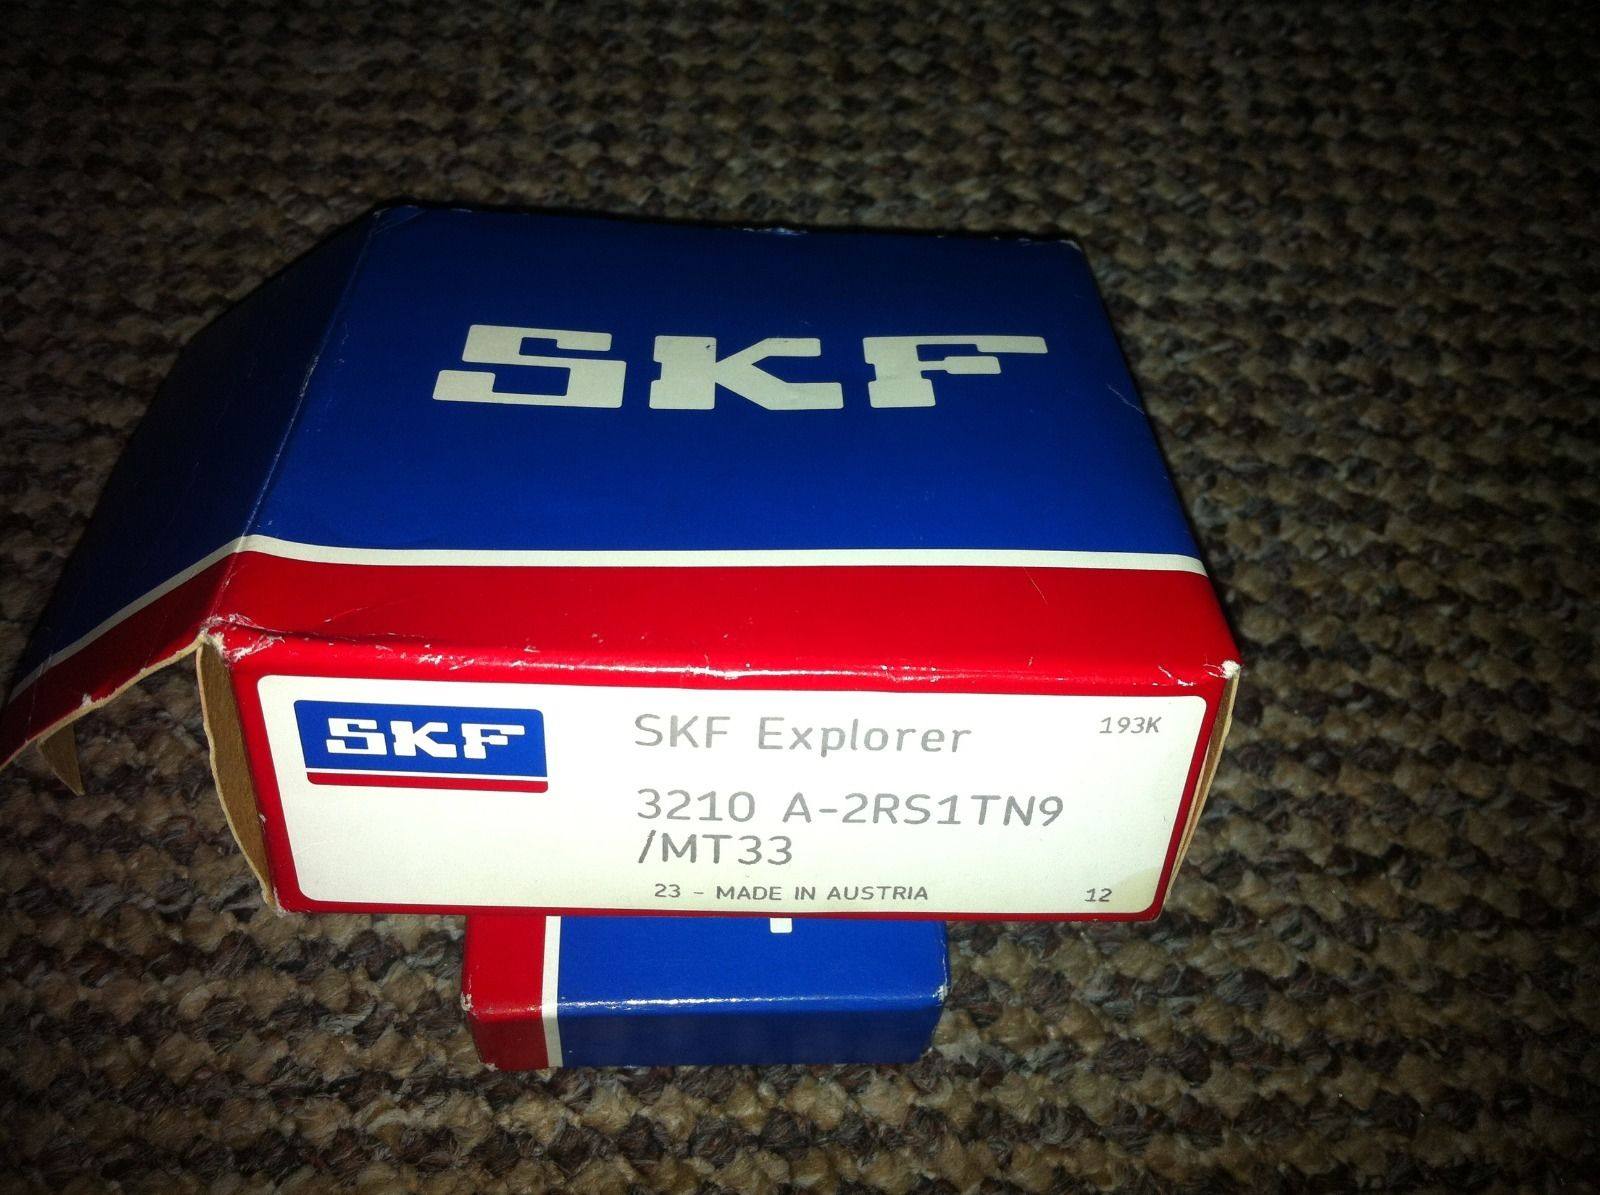 SKF
SKF
SKF Explorer
193K
3210 A-2RS1TN9
/MT33
23 - MADE IN AUSTRIA
12